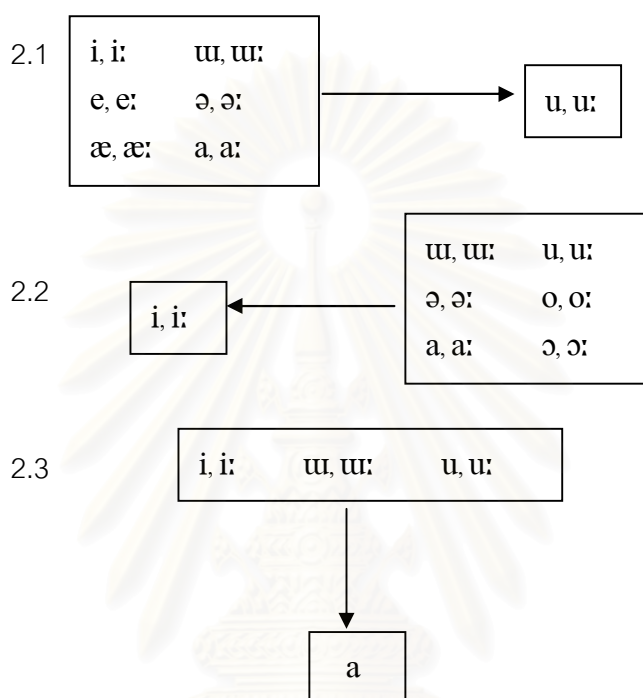 2.1
i, iː ɯ, ɯː
e, eː ə, əː
æ, æː a, aː
u, uː
2.2
i, iː
ɯ, ɯː u, uː
ə, əː o, oː
a, aː ɔ, ɔː
2.3
i, iː ɯ, ɯː u, uː
a